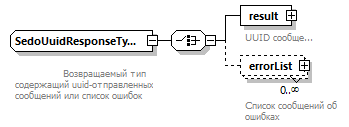 result
UUID сообще...
SedoUuidResponseTy...
errorList
Возвращаемый тип
содержащий uuid-отправленных
сообщений или список ошибок
0..∞
Список сообщений об
ошибках